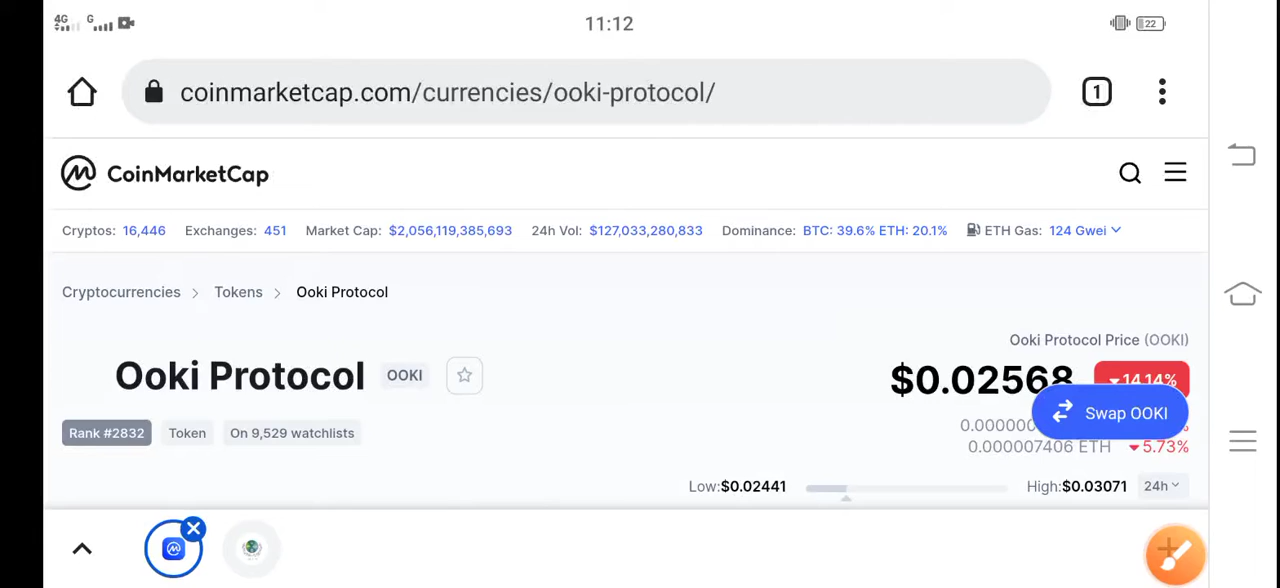 4G G 11:12 22
coinmarketcap.com/currencies/ooki-protocol/ 1
CoinMarketCap
Cryptos: 16,446 Exchanges: 451 Market Cap: $2,056,119,385,693 24h Vol: $127,033,280,833 Dominance: BTC: 39.6% ETH: 20.1% ETH Gas: 124 Gwei
Cryptocurrencies > Tokens > Ooki Protocol
Ooki Protocol Price (OOKI)
Ooki Protocol OOKI $0.02568 14.14%
Swap OOKI
Rank #2832 Token On 9,529 watchlists
0.000007406 ETH 5.73%
Low:$0.02441 High:$0.03071 24h